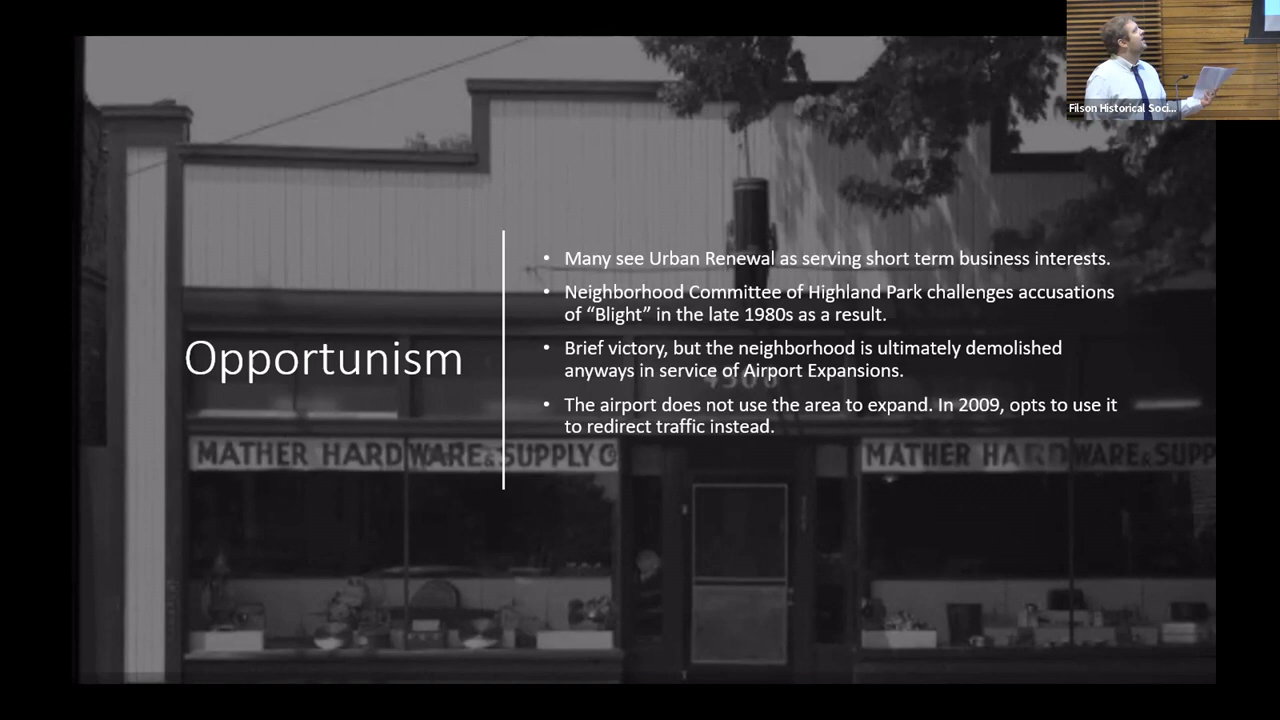 Filson Historical Soci...
Opportunism
• Many see Urban Renewal as serving short term business interests.
• Neighborhood Committee of Highland Park challenges accusations
of “Blight” in the late 1980s as a result.
• Brief victory, but the neighborhood is ultimately demolished
anyways in service of Airport Expansions.
• The airport does not use the area to expand. In 2009, opts to use it
to redirect traffic instead.
MATHER HARDWARE & SUPPLY CO
MATHER HARDWARE & SUPP